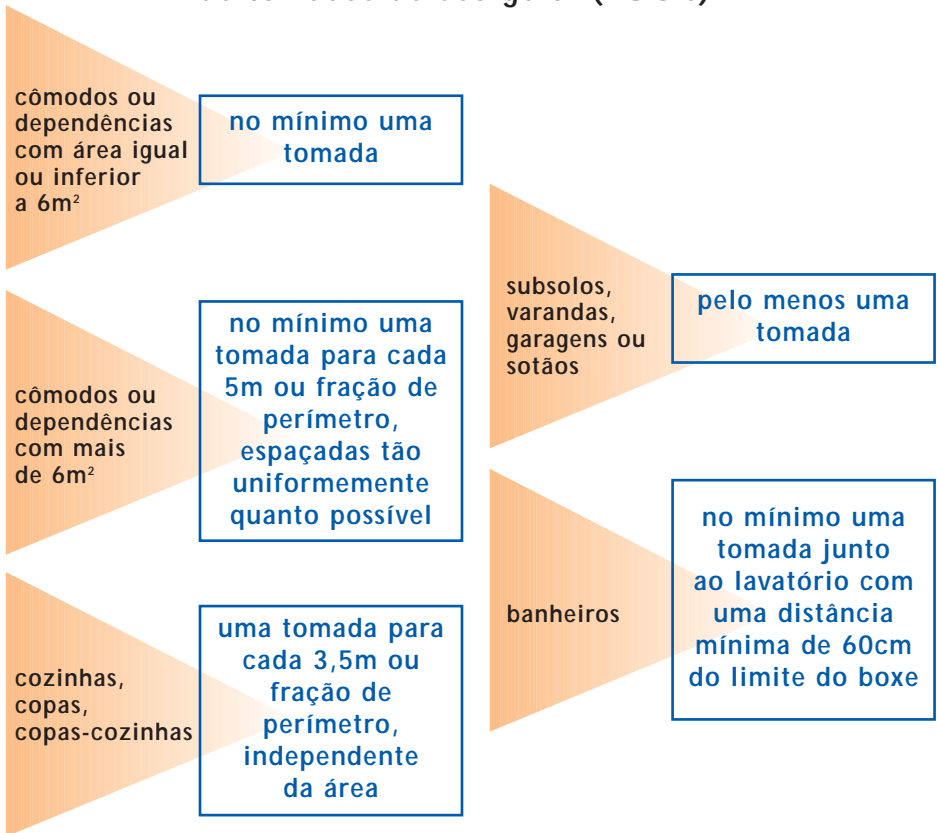 cômodos ou
dependências
com área igual
ou inferior
a 6m²
no mínimo uma
tomada
cômodos ou
dependências
com mais
de 6m²
no mínimo uma
tomada para cada
5m ou fração de
perímetro,
espaçadas tão
uniformemente
quanto possível
cozinhas,
copas,
copas-cozinhas
uma tomada para
cada 3,5m ou
fração de
perímetro,
independente
da área
subsolos,
varandas,
garagens ou
sotãos
pelo menos uma
tomada
banheiros
no mínimo uma
tomada junto
ao lavatório com
uma distância
mínima de 60cm
do limite do boxe